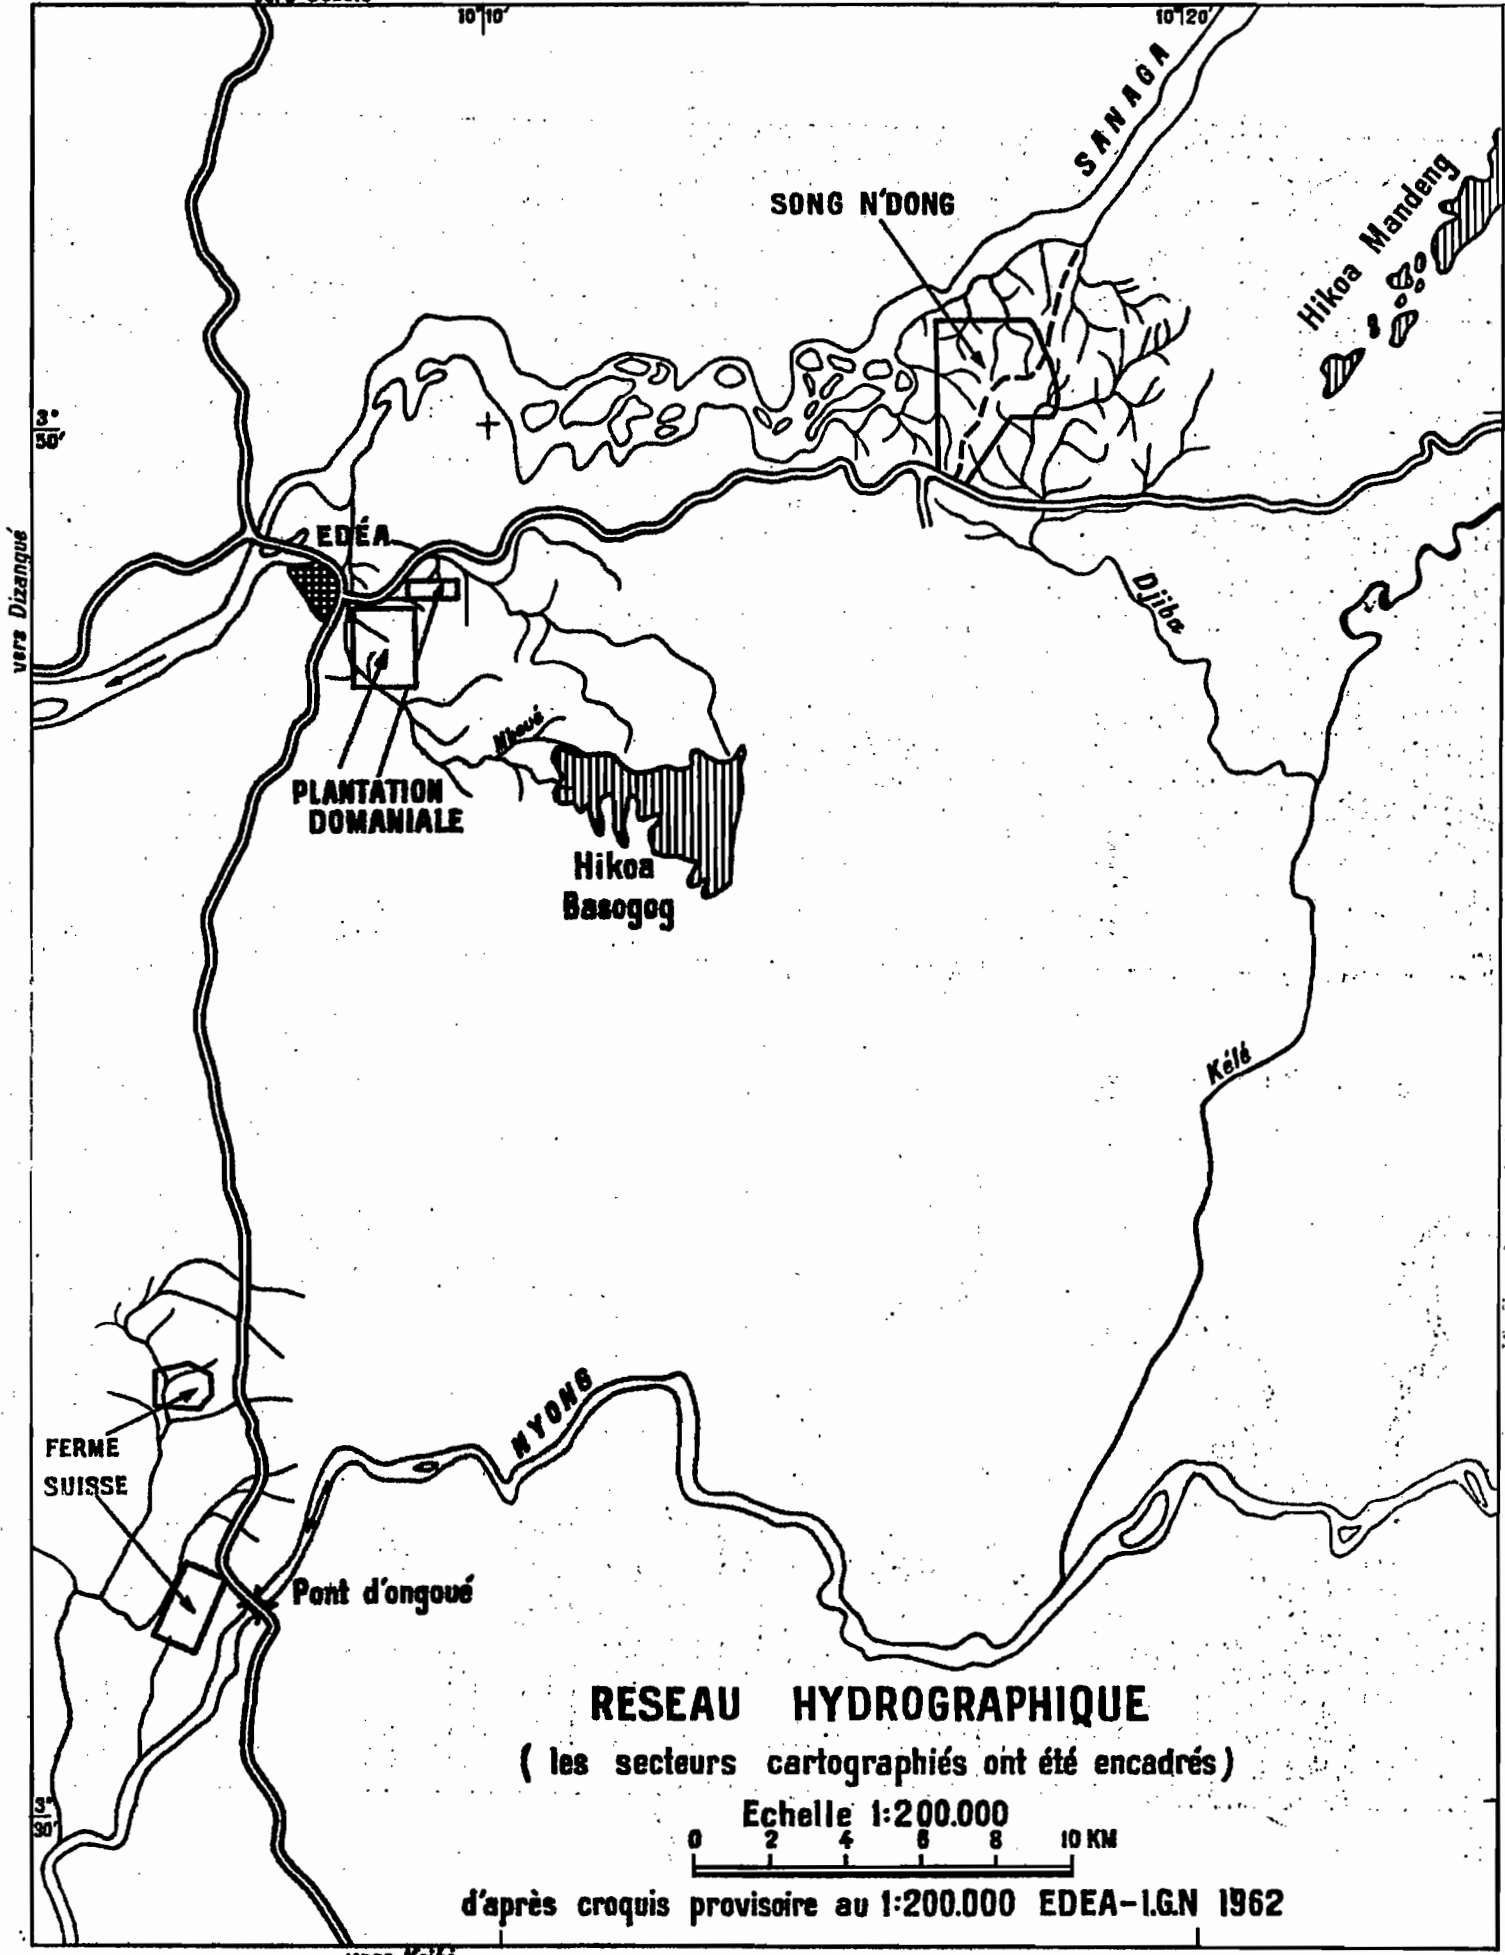 10°10'
10°20'
SANAGA
SONG N'DONG
Hikoa Mandeng
3°
50'
EDÉA
vers Dizangué
Djiba
Mboué
PLANTATION
DOMANIALE
Hikoa
Basogog
Kélé
NYONG
FERME
SUISSE
Pont d'ongoué
RESEAU HYDROGRAPHIQUE
( les secteurs cartographiés ont été encadrés)
3°
30'
Echelle 1:200.000
0 2 4 6 8 10 KM
d'après croquis provisoire au 1:200.000 EDEA-I.G.N 1962